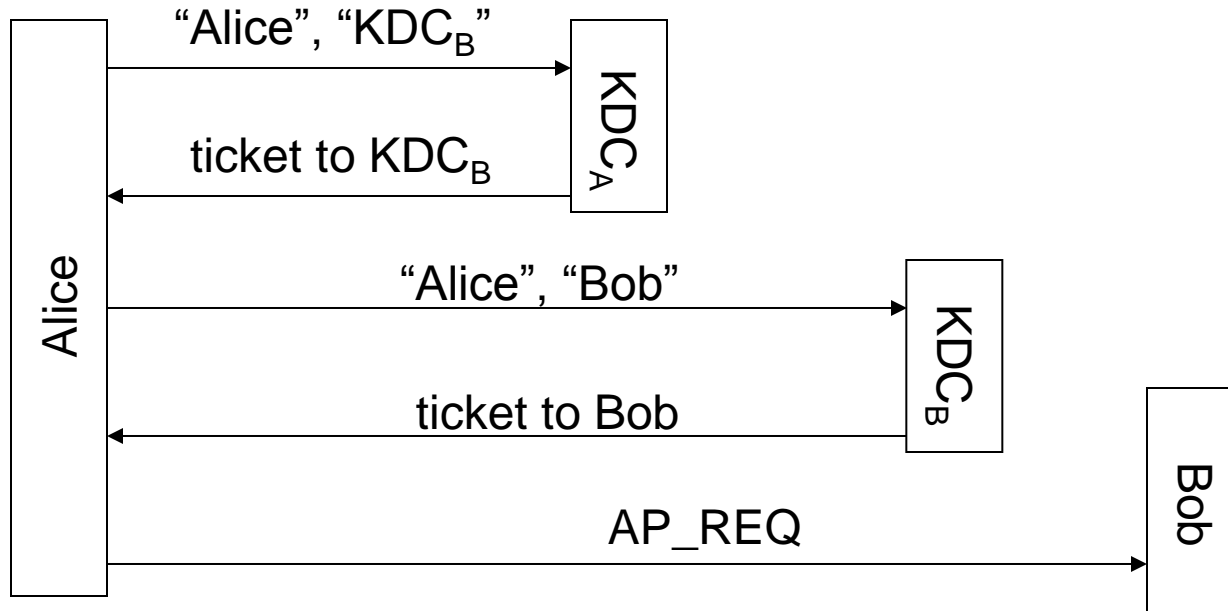 “Alice”, “KDC_B”
KDC_A
ticket to KDC_B
Alice
“Alice”, “Bob”
KDC_B
ticket to Bob
Bob
AP_REQ